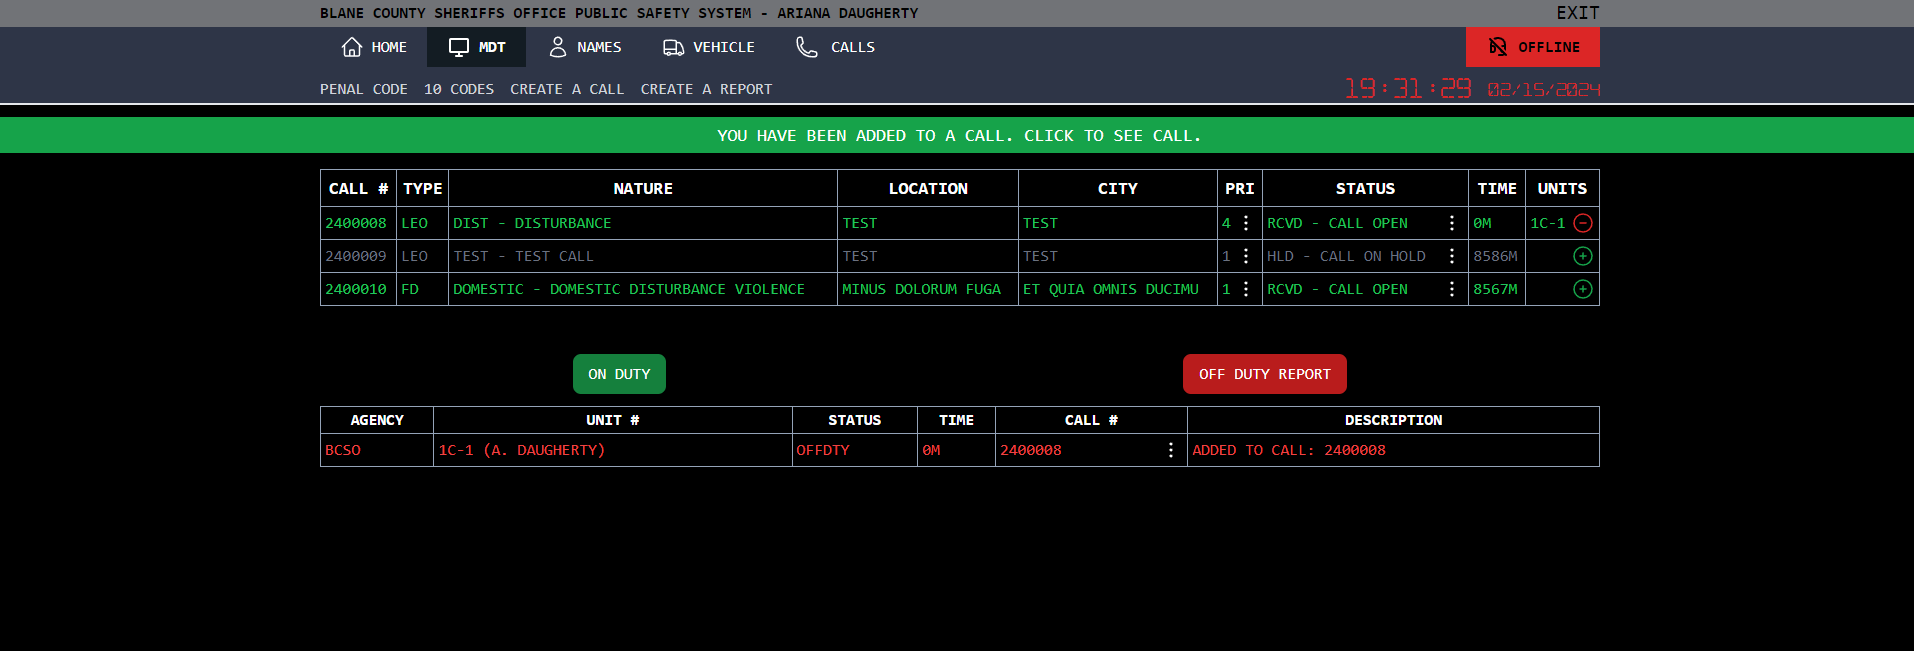 BLANE COUNTY SHERIFFS OFFICE PUBLIC SAFETY SYSTEM - ARIANA DAUGHERTY EXIT
HOME MDT NAMES VEHICLE CALLS OFFLINE
PENAL CODE 10 CODES CREATE A CALL CREATE A REPORT 19:31:29 02/15/2024
YOU HAVE BEEN ADDED TO A CALL. CLICK TO SEE CALL.
CALL # TYPE NATURE LOCATION CITY PRI STATUS TIME UNITS
2400008 LEO DIST - DISTURBANCE TEST TEST 4 RCVD - CALL OPEN 0M 1C-1
2400009 LEO TEST - TEST CALL TEST TEST 1 HLD - CALL ON HOLD 8586M
2400010 FD DOMESTIC - DOMESTIC DISTURBANCE VIOLENCE MINUS DOLORUM FUGA ET QUIA OMNIS DUCIMU 1 RCVD - CALL OPEN 8567M
ON DUTY OFF DUTY REPORT
AGENCY UNIT # STATUS TIME CALL # DESCRIPTION
BCSO 1C-1 (A. DAUGHERTY) OFFDTY 0M 2400008 ADDED TO CALL: 2400008